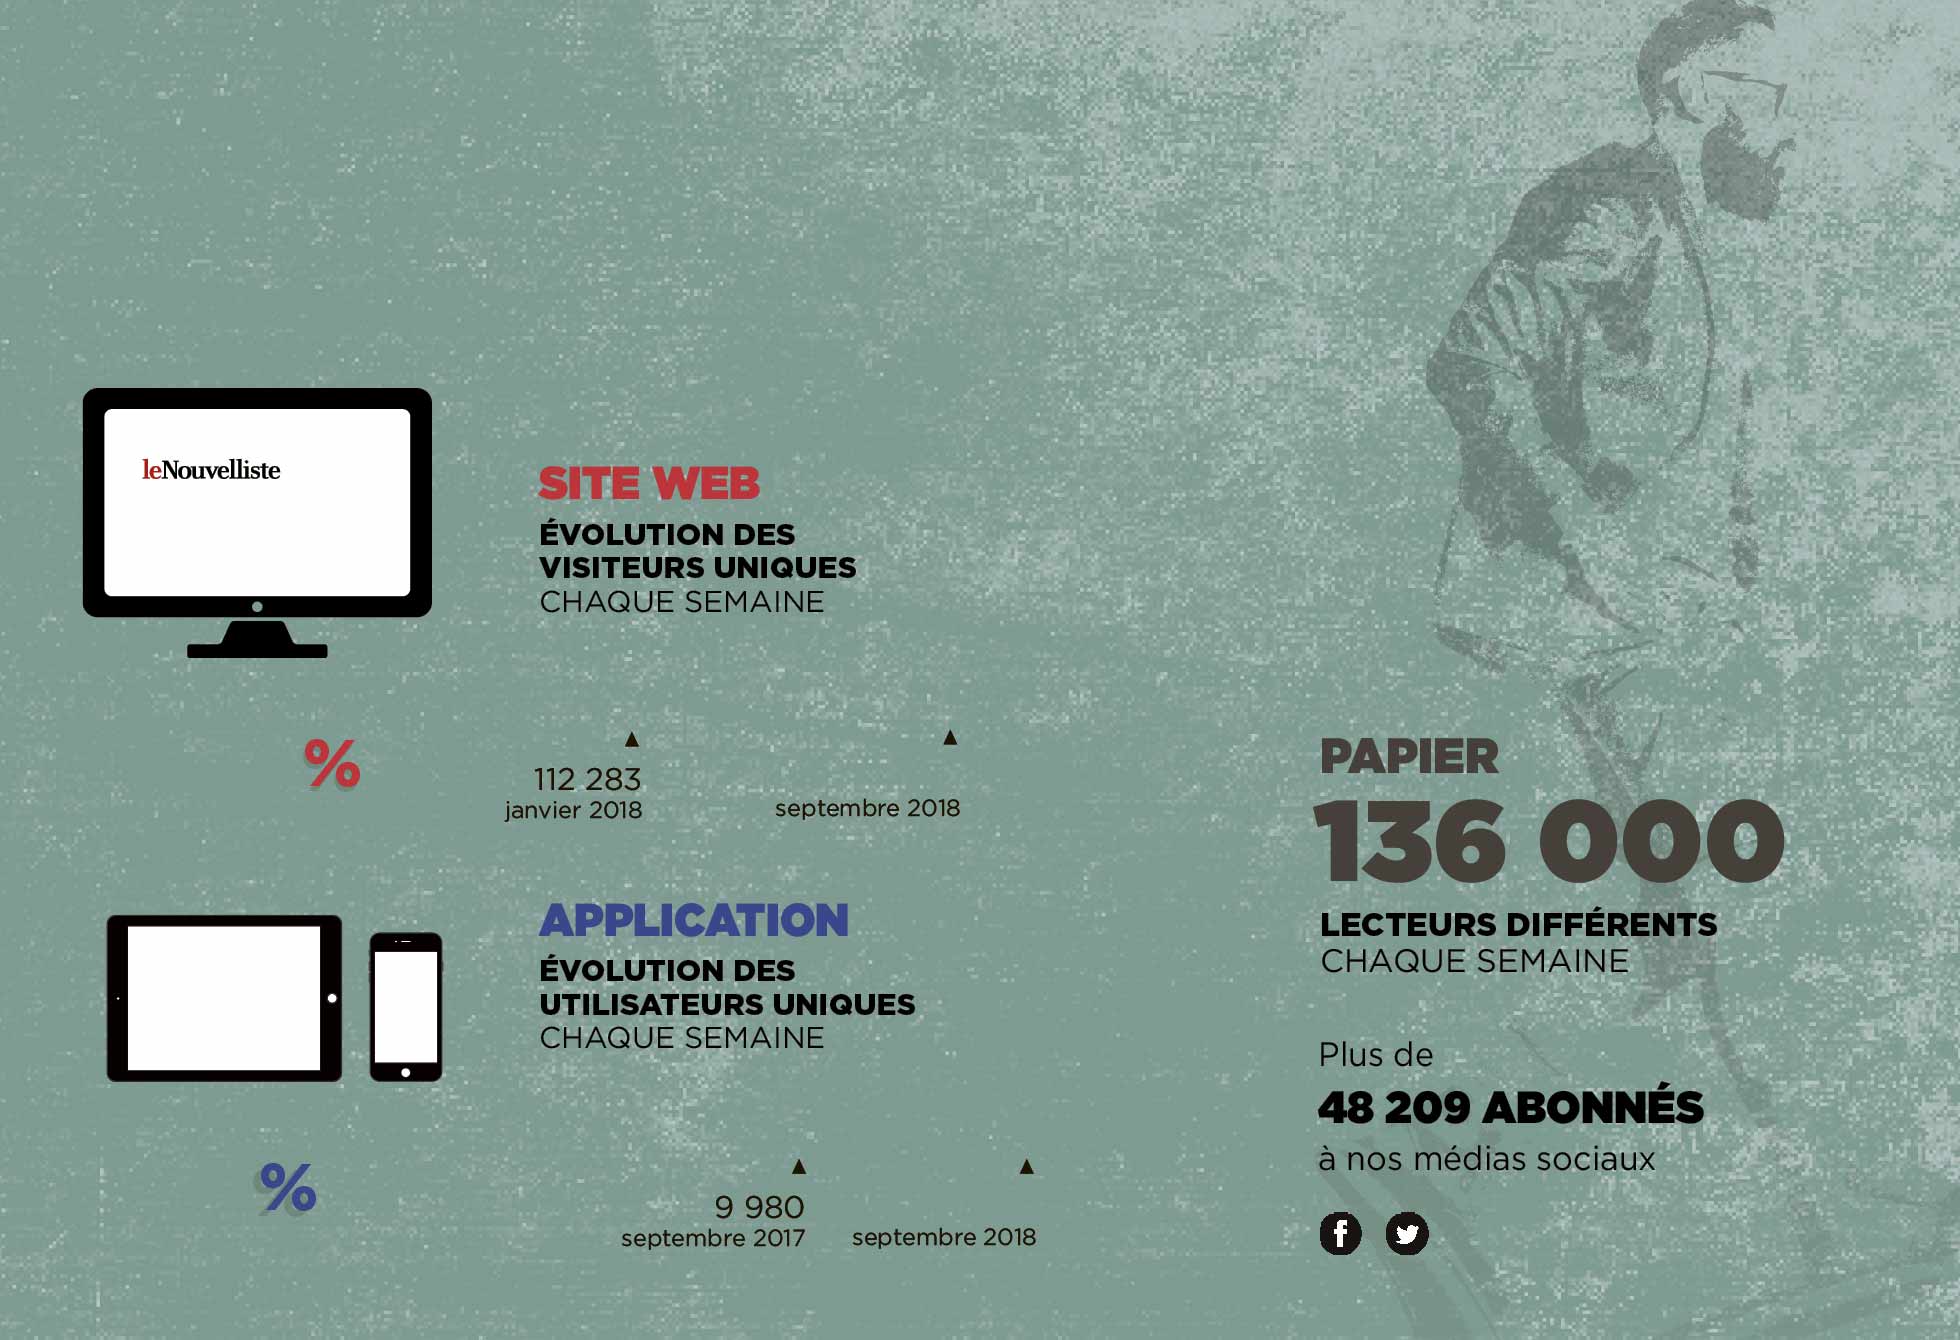 leNouvelliste
SITE WEB
ÉVOLUTION DES
VISITEURS UNIQUES
CHAQUE SEMAINE
%
112 283
janvier 2018
septembre 2018
APPLICATION
ÉVOLUTION DES
UTILISATEURS UNIQUES
CHAQUE SEMAINE
%
9 980
septembre 2017
septembre 2018
PAPIER
136 000
LECTEURS DIFFÉRENTS
CHAQUE SEMAINE
Plus de
48 209 ABONNÉS
à nos médias sociaux